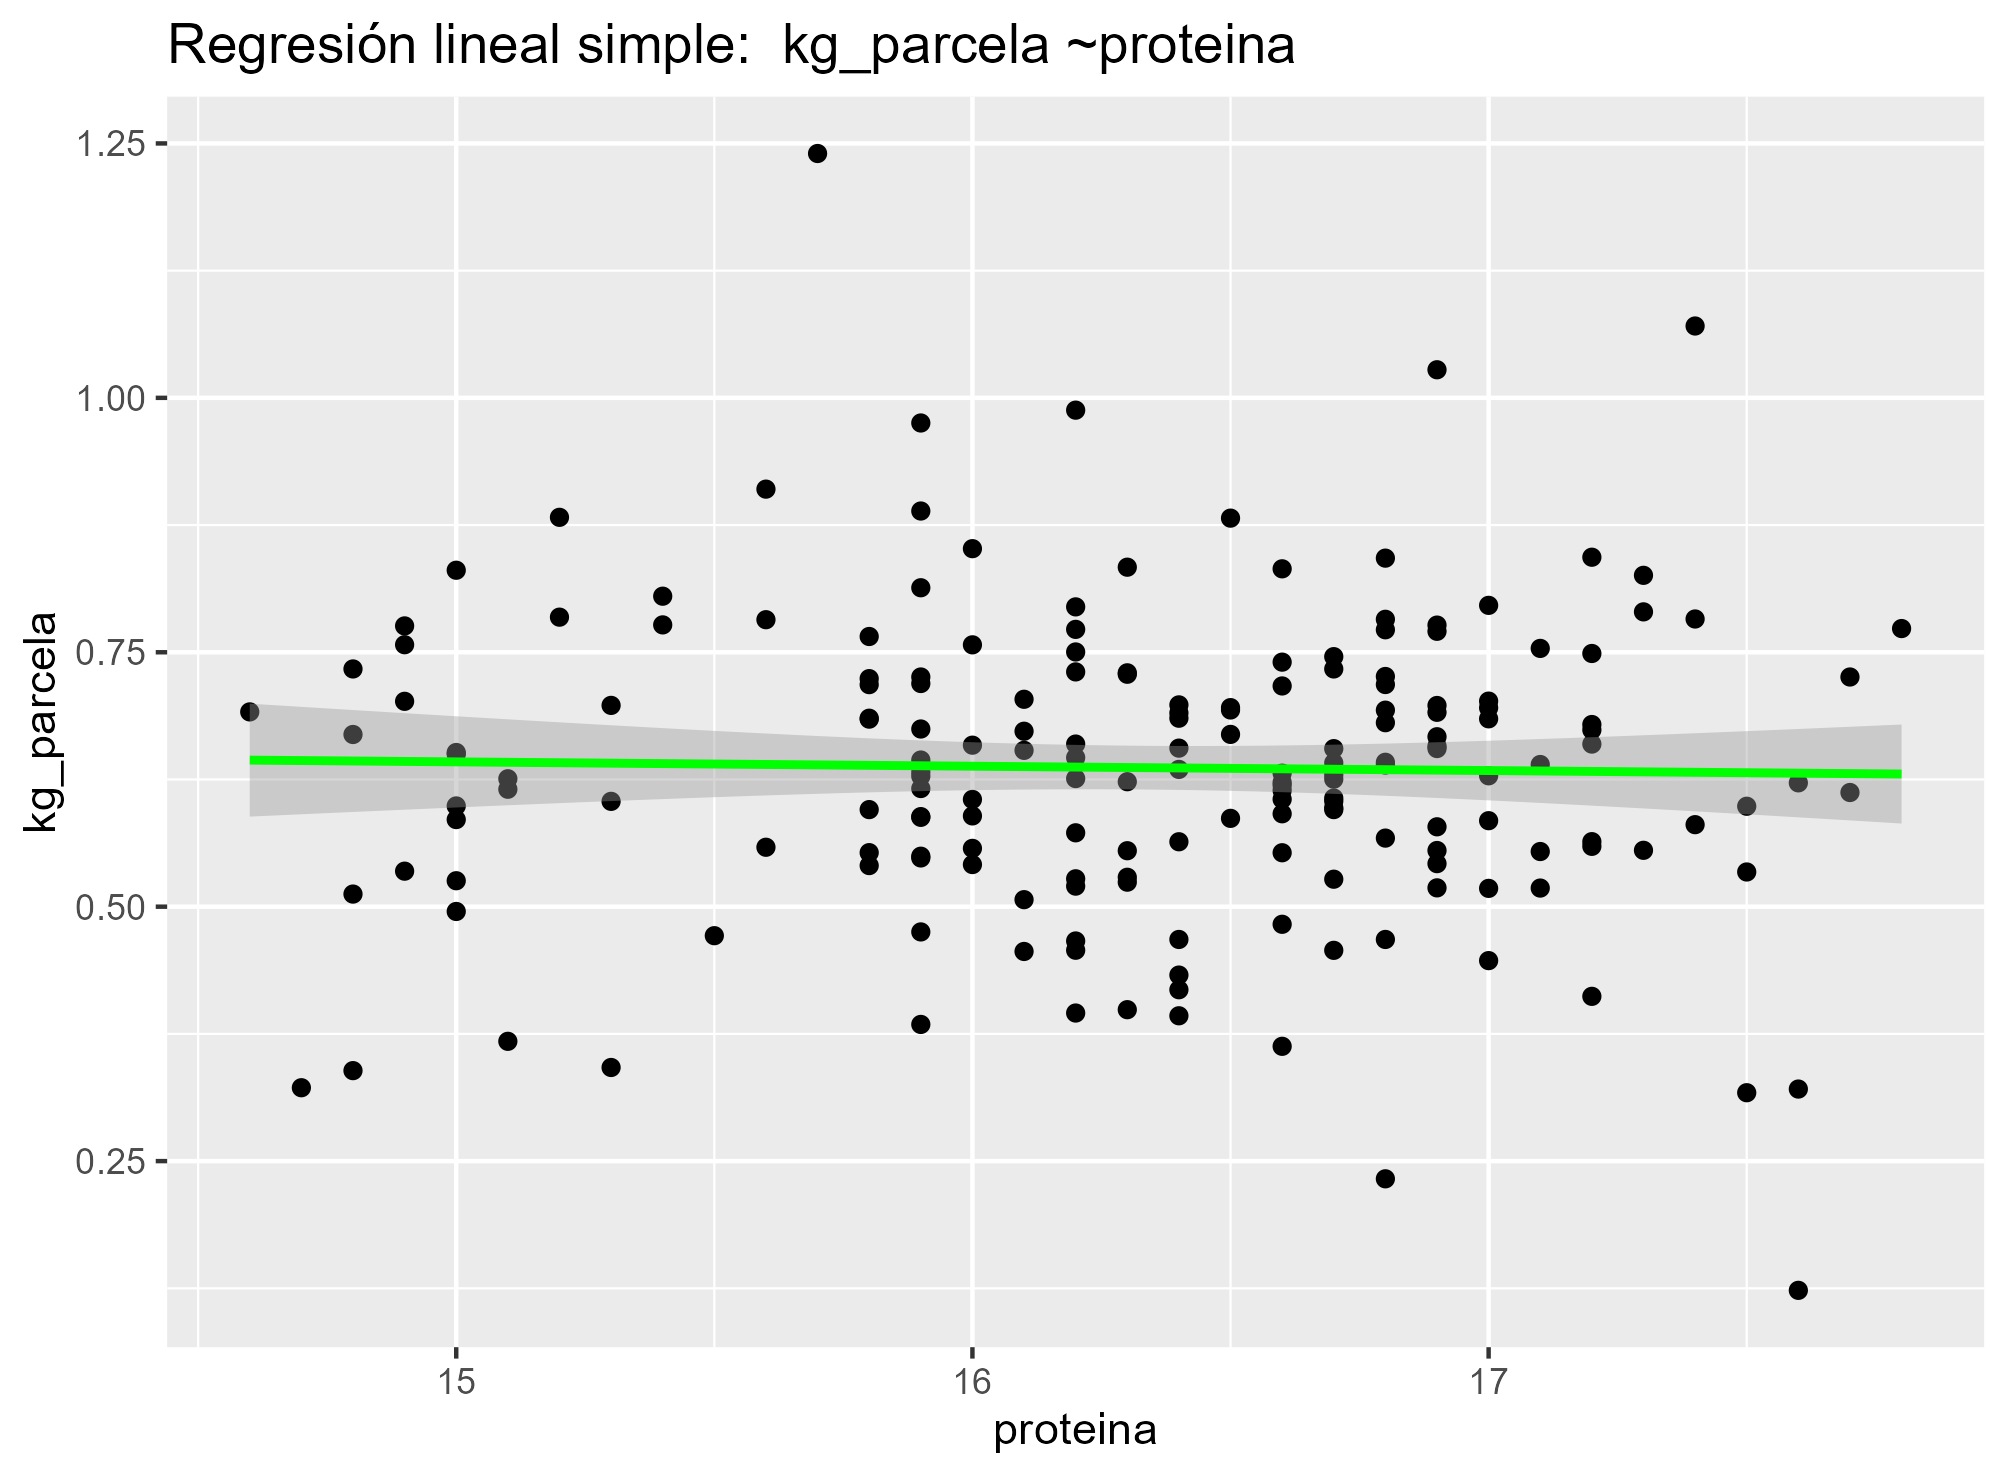 Regresión lineal simple:  kg_parcela ~proteina
1.25
1.00
0.75
0.50
0.25
kg_parcela
15 16 17
proteina